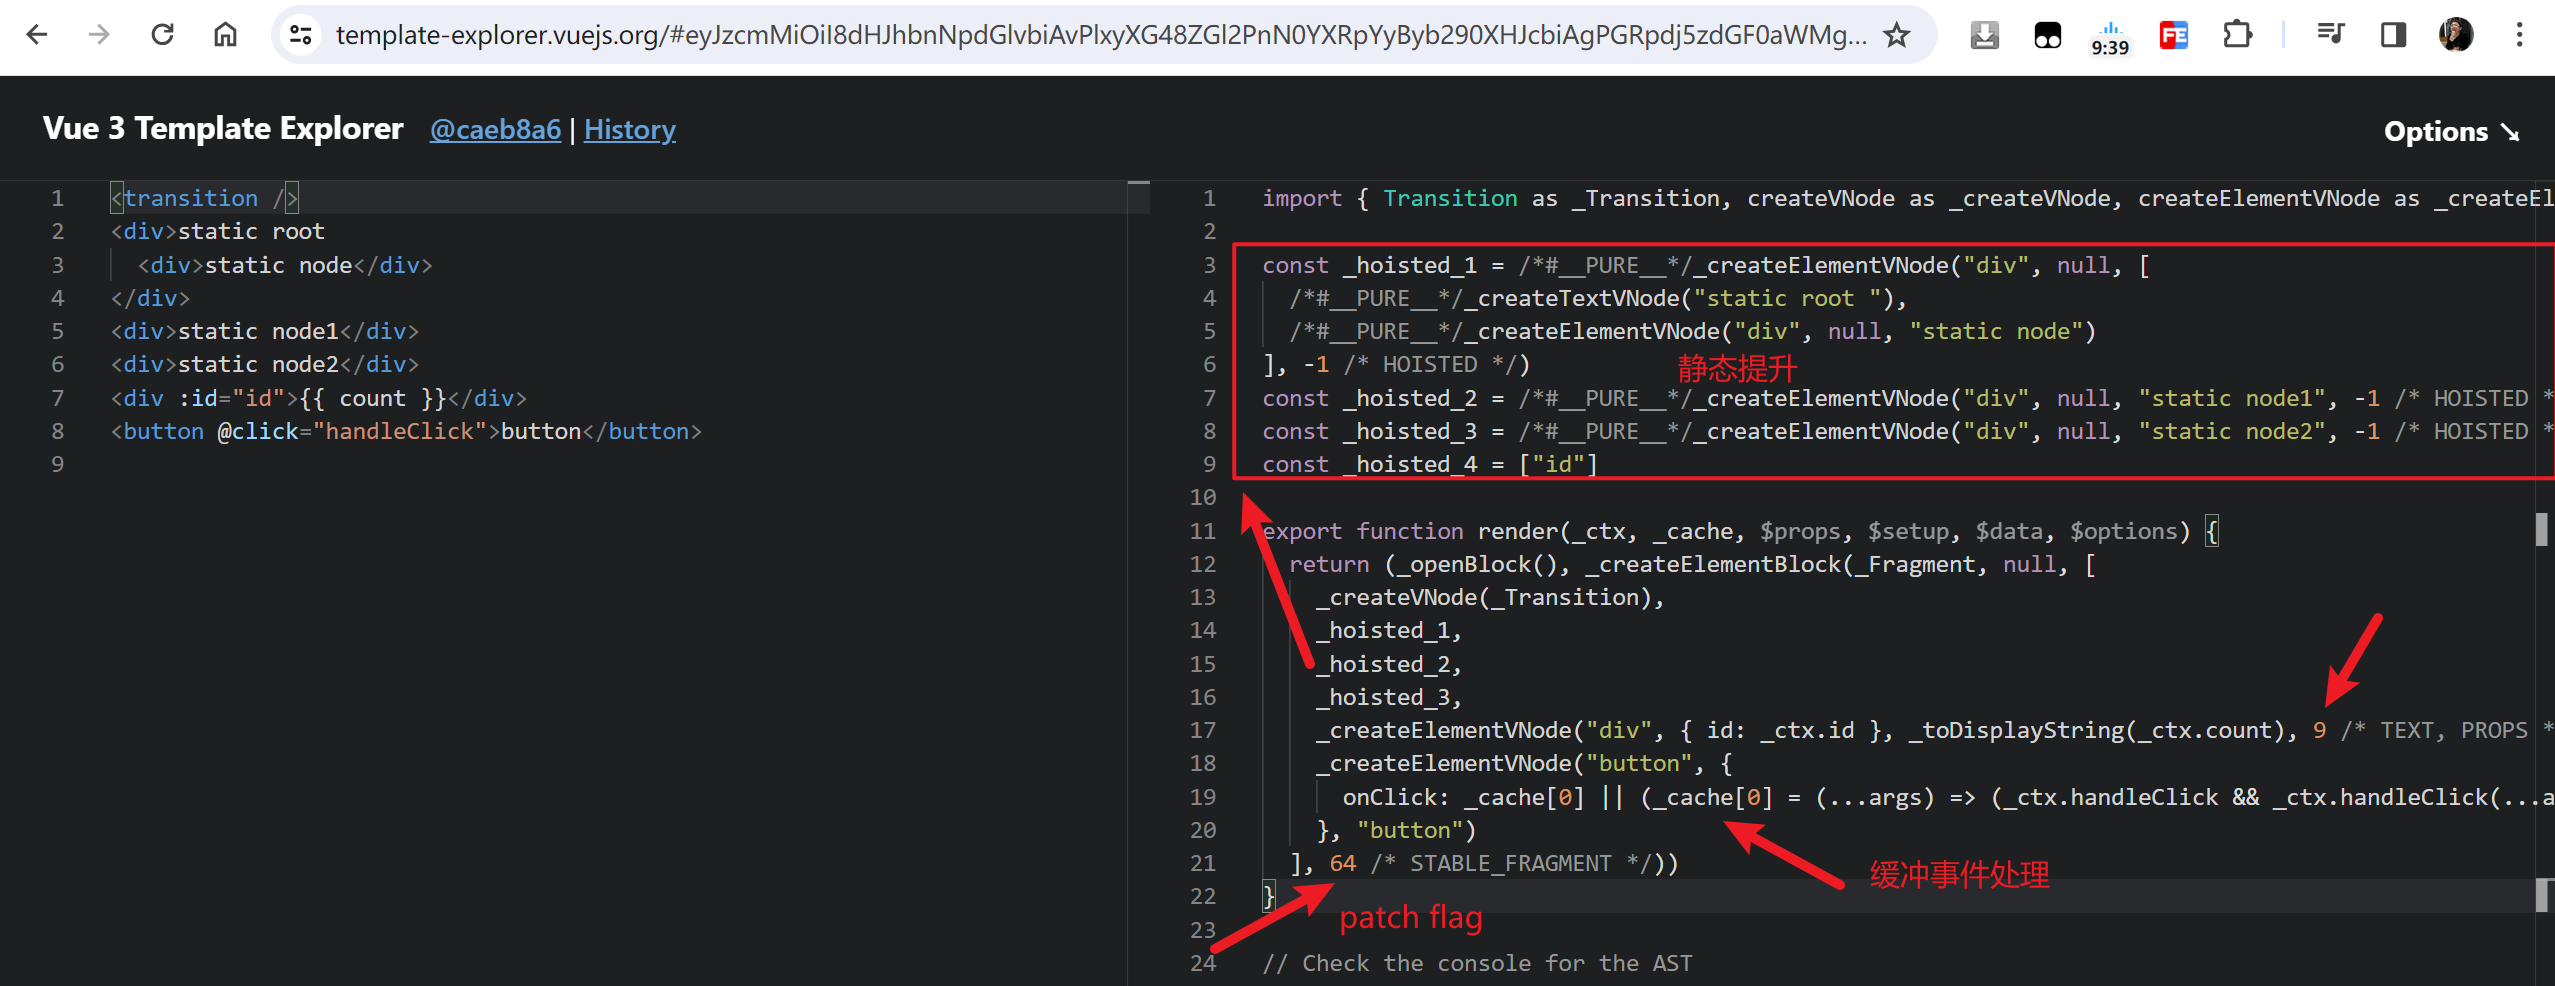 template-explorer.vuejs.org/#eyJzcmMiOiI8dHJhbnNpdGlvbiAvPlxyXG48ZGl2PnN0YXRpYyByb290XHJcbiAgPGRpdj5zdGF0aWMg...
9:39
FE
Vue 3 Template Explorer @caeb8a6 | History
Options ↘
1 <transition />
2 <div>static root
3 <div>static node</div>
4 </div>
5 <div>static node1</div>
6 <div>static node2</div>
7 <div :id="id">{{ count }}</div>
8 <button @click="handleClick">button</button>
9
1 import { Transition as _Transition, createVNode as _createVNode, createElementVNode as _createEl
2
3 const _hoisted_1 = /*#__PURE__*/_createElementVNode("div", null, [
4 /*#__PURE__*/_createTextVNode("static root "),
5 /*#__PURE__*/_createElementVNode("div", null, "static node")
6 ], -1 /* HOISTED */)
静态提升
7 const _hoisted_2 = /*#__PURE__*/_createElementVNode("div", null, "static node1", -1 /* HOISTED *
8 const _hoisted_3 = /*#__PURE__*/_createElementVNode("div", null, "static node2", -1 /* HOISTED *
9 const _hoisted_4 = ["id"]
10
11 export function render(_ctx, _cache, $props, $setup, $data, $options) {
12 return (_openBlock(), _createElementBlock(_Fragment, null, [
13 _createVNode(_Transition),
14 _hoisted_1,
15 _hoisted_2,
16 _hoisted_3,
17 _createElementVNode("div", { id: _ctx.id }, _toDisplayString(_ctx.count), 9 /* TEXT, PROPS *
18 _createElementVNode("button", {
19 onClick: _cache[0] || (_cache[0] = (...args) => (_ctx.handleClick && _ctx.handleClick(...a
20 }, "button")
21 ], 64 /* STABLE_FRAGMENT */))
缓冲事件处理
22 }
patch flag
23
24 // Check the console for the AST